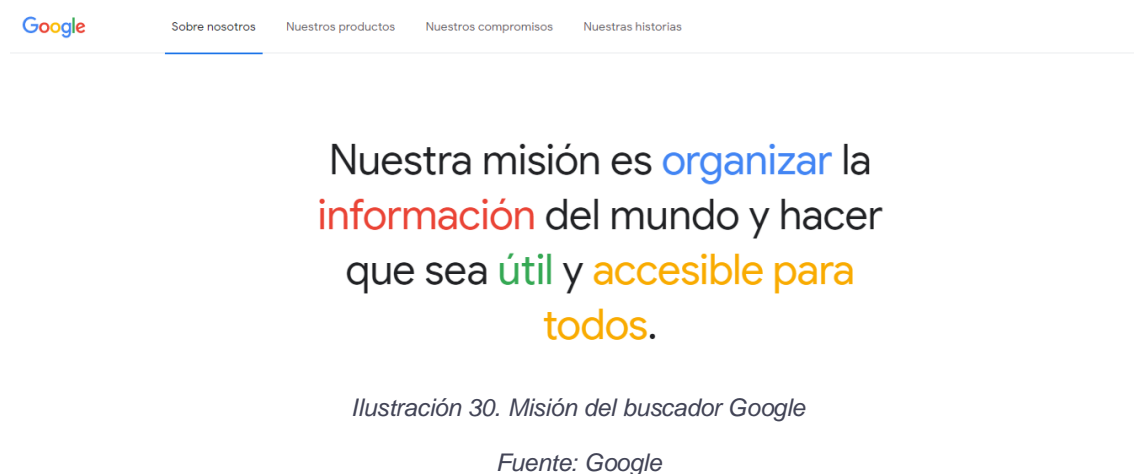 Google Sobre nosotros Nuestros productos Nuestros compromisos Nuestras historias
Nuestra misión es organizar la
información del mundo y hacer
que sea útil y accesible para
todos.
Ilustración 30. Misión del buscador Google
Fuente: Google